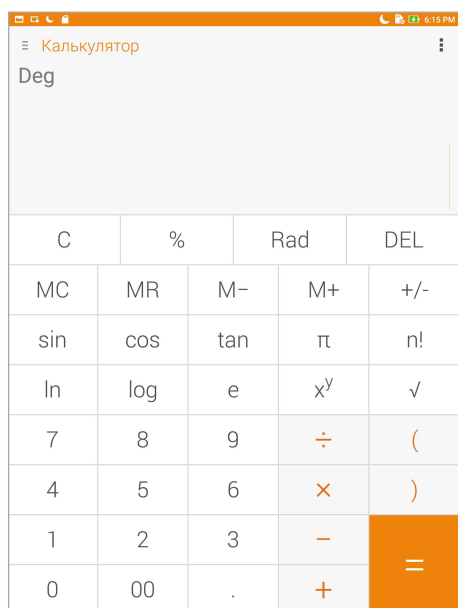 6:15 PM
Калькулятор
Deg
C % Rad DEL
MC MR M− M+ +/-
sin cos tan π n!
ln log e xʸ √
7 8 9 ÷ (
4 5 6 × )
1 2 3 −
=
0 00 . +